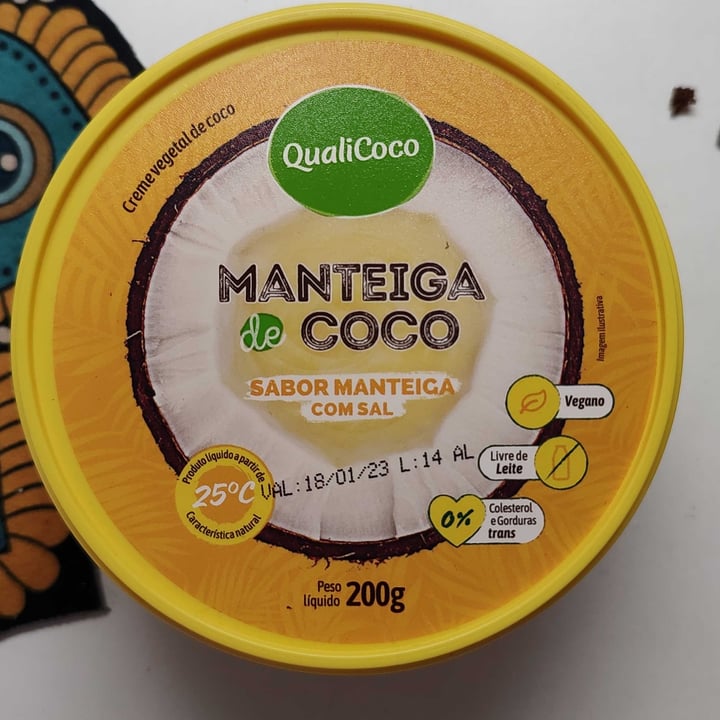 Creme vegetal de coco
QualiCoco
MANTEIGA
de COCO
SABOR MANTEIGA
COM SAL
Imagem ilustrativa
Vegano
Livre de
Leite
0%
Colesterol
e Gorduras
trans
Produto líquido a partir de
25°C
Característica natural
VAL:18/01/23 L:14 AL
Peso
líquido 200g